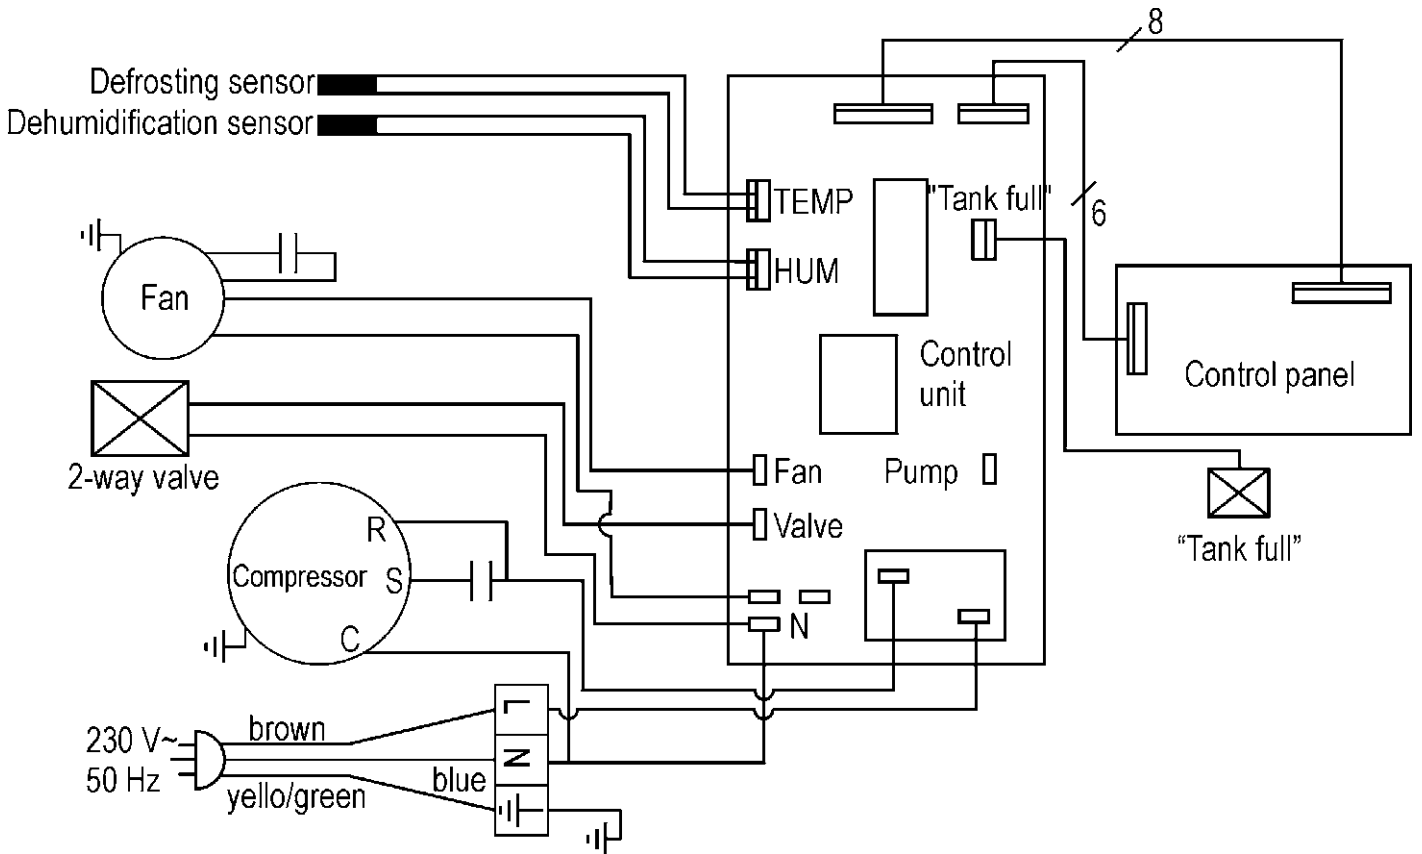 8
Defrosting sensor
Dehumidification sensor
TEMP
"Tank full"
6
HUM
Fan
Control
unit
Control panel
2-way valve
Fan
Pump
Valve
R
Compressor
S
“Tank full”
N
C
L
brown
230 V~
50 Hz
N
blue
yello/green